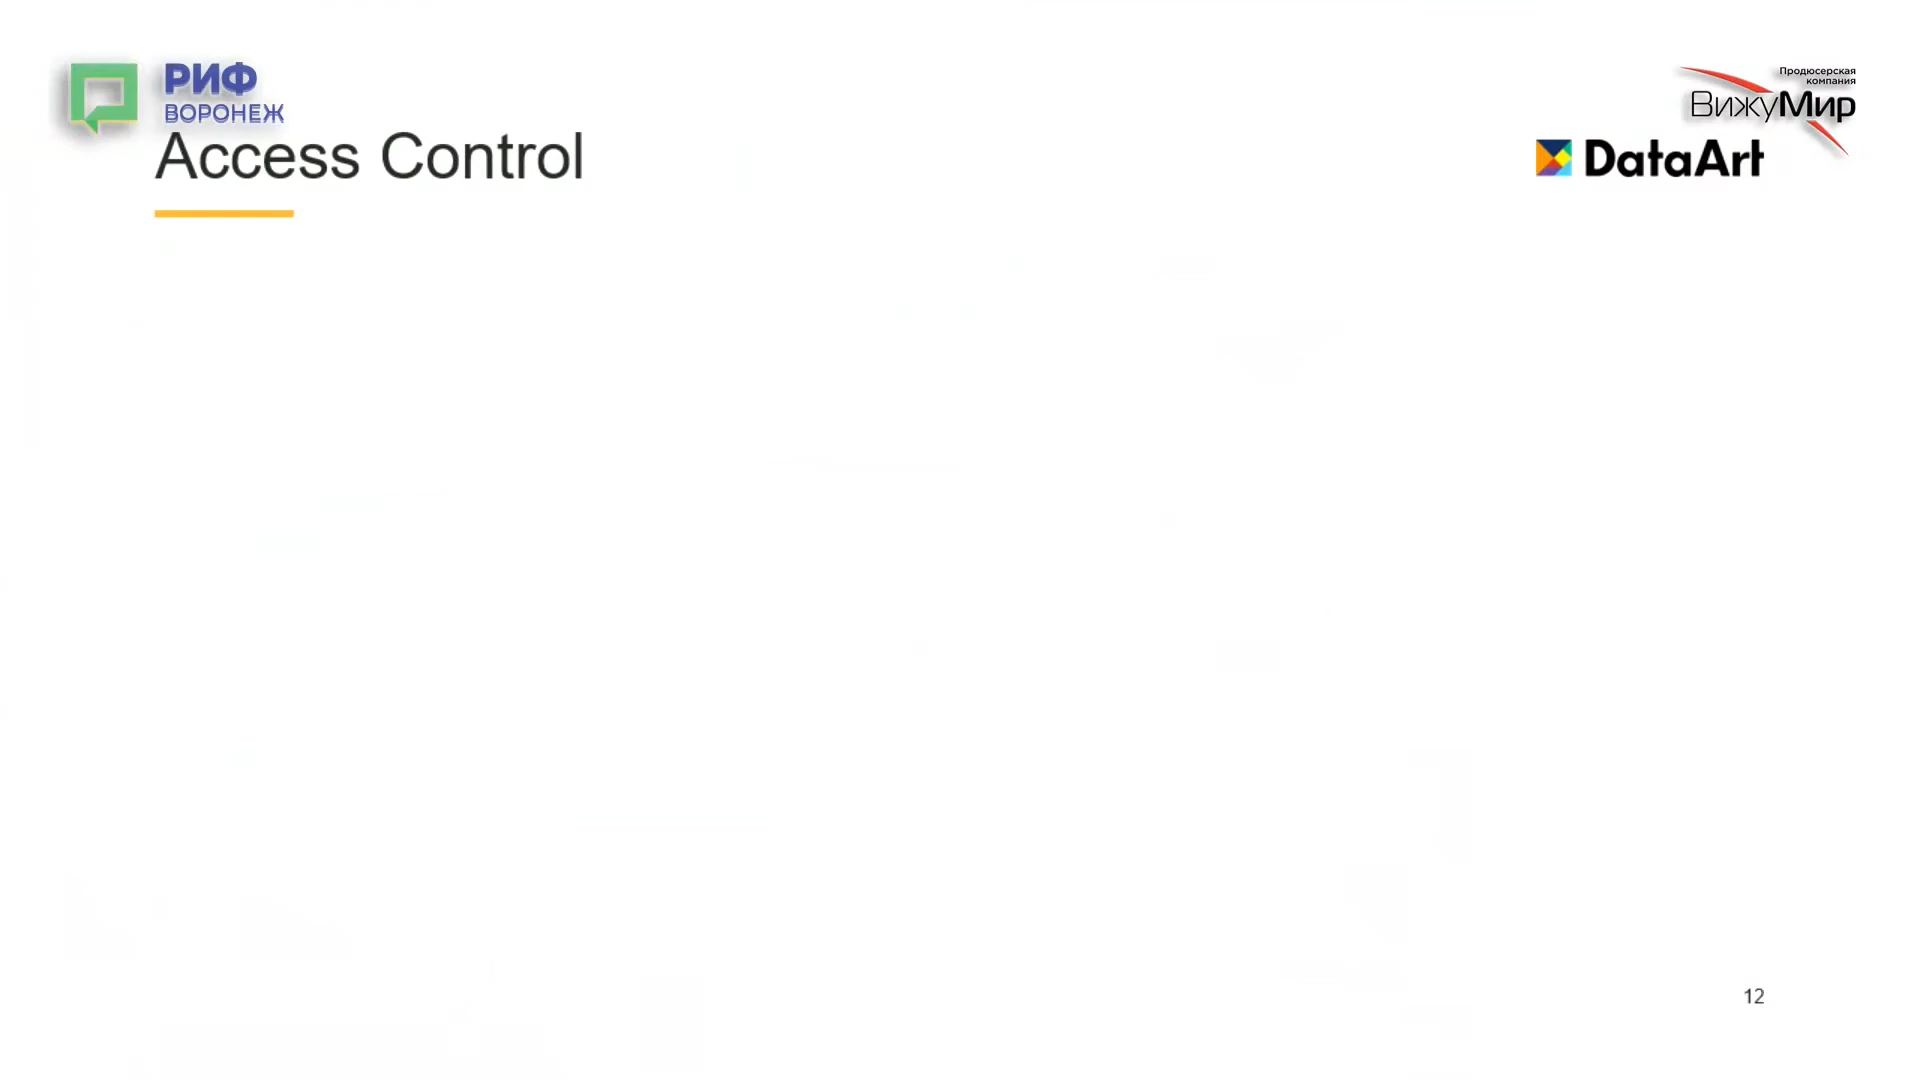 РИФ
ВОРОНЕЖ
Продюсерская
компания
ВижуМир
Access Control
DataArt
12